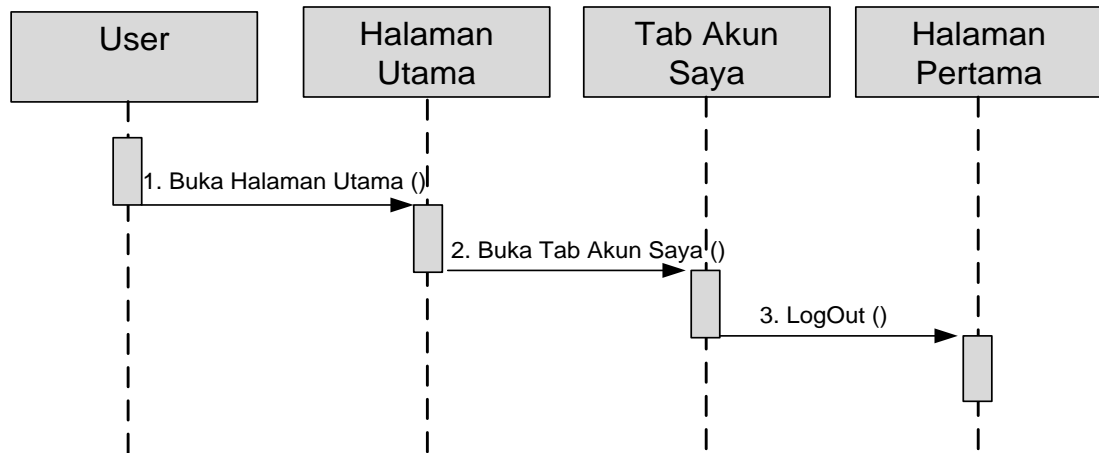 User
Halaman
Utama
Tab Akun
Saya
Halaman
Pertama
1. Buka Halaman Utama ()
2. Buka Tab Akun Saya ()
3. LogOut ()